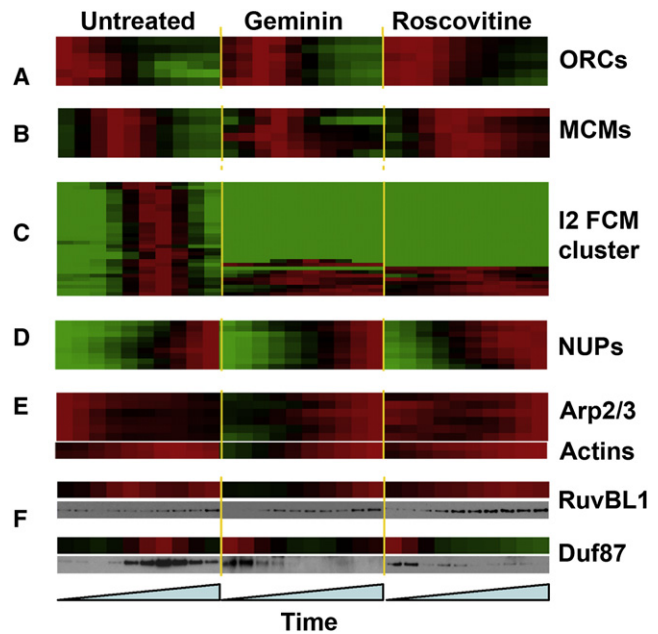 Untreated Geminin Roscovitine
A ORCs
B MCMs
C I2 FCM
cluster
D NUPs
E Arp2/3
Actins
RuvBL1
F
Duf87
Time